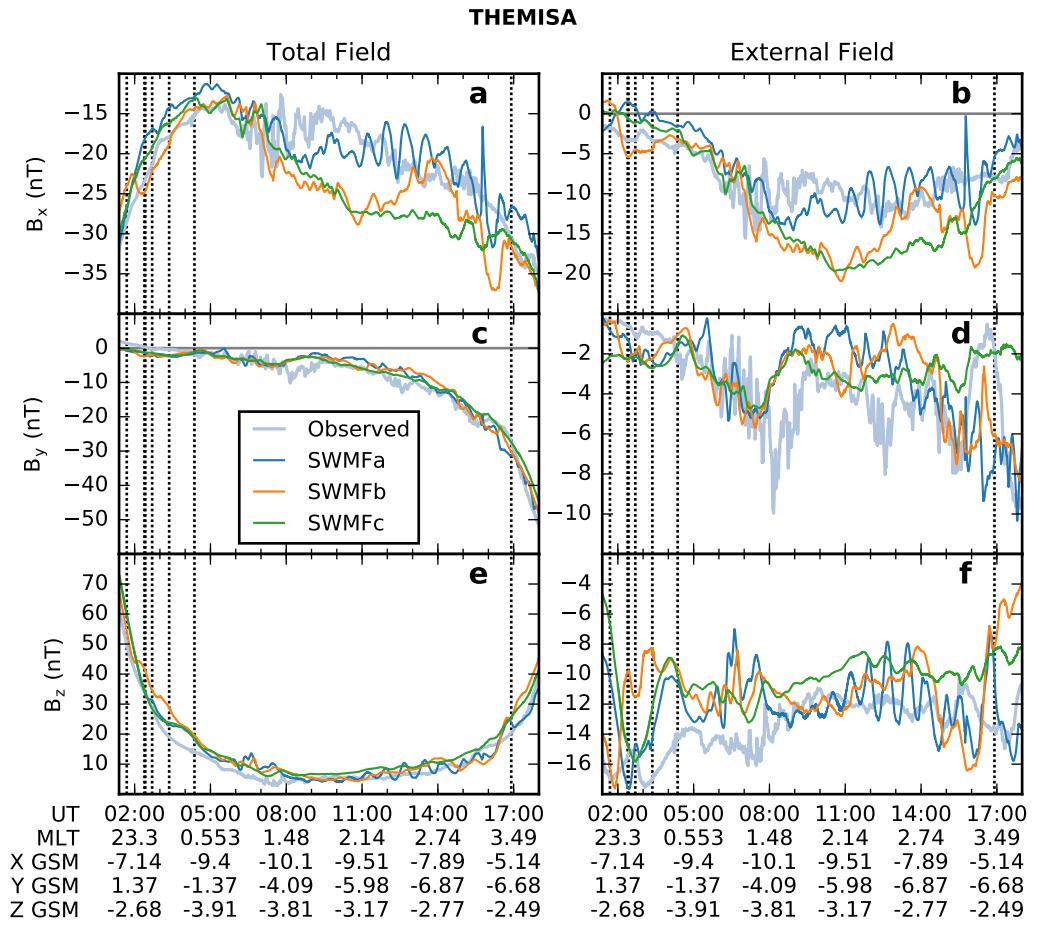 THEMISA
Total Field External Field
a
−15
−20
−25
−30
−35
Bx (nT)
b
0
−5
−10
−15
−20
c
0
−10
−20
−30
−40
−50
By (nT)
Observed
SWMFa
SWMFb
SWMFc
d
−2
−4
−6
−8
−10
e
70
60
50
40
30
20
10
Bz (nT)
f
−4
−6
−8
−10
−12
−14
−16
UT 02:00 05:00 08:00 11:00 14:00 17:00 02:00 05:00 08:00 11:00 14:00 17:00
MLT 23.3 0.553 1.48 2.14 2.74 3.49 23.3 0.553 1.48 2.14 2.74 3.49
X GSM -7.14 -9.4 -10.1 -9.51 -7.89 -5.14 -7.14 -9.4 -10.1 -9.51 -7.89 -5.14
Y GSM 1.37 -1.37 -4.09 -5.98 -6.87 -6.68 1.37 -1.37 -4.09 -5.98 -6.87 -6.68
Z GSM -2.68 -3.91 -3.81 -3.17 -2.77 -2.49 -2.68 -3.91 -3.81 -3.17 -2.77 -2.49